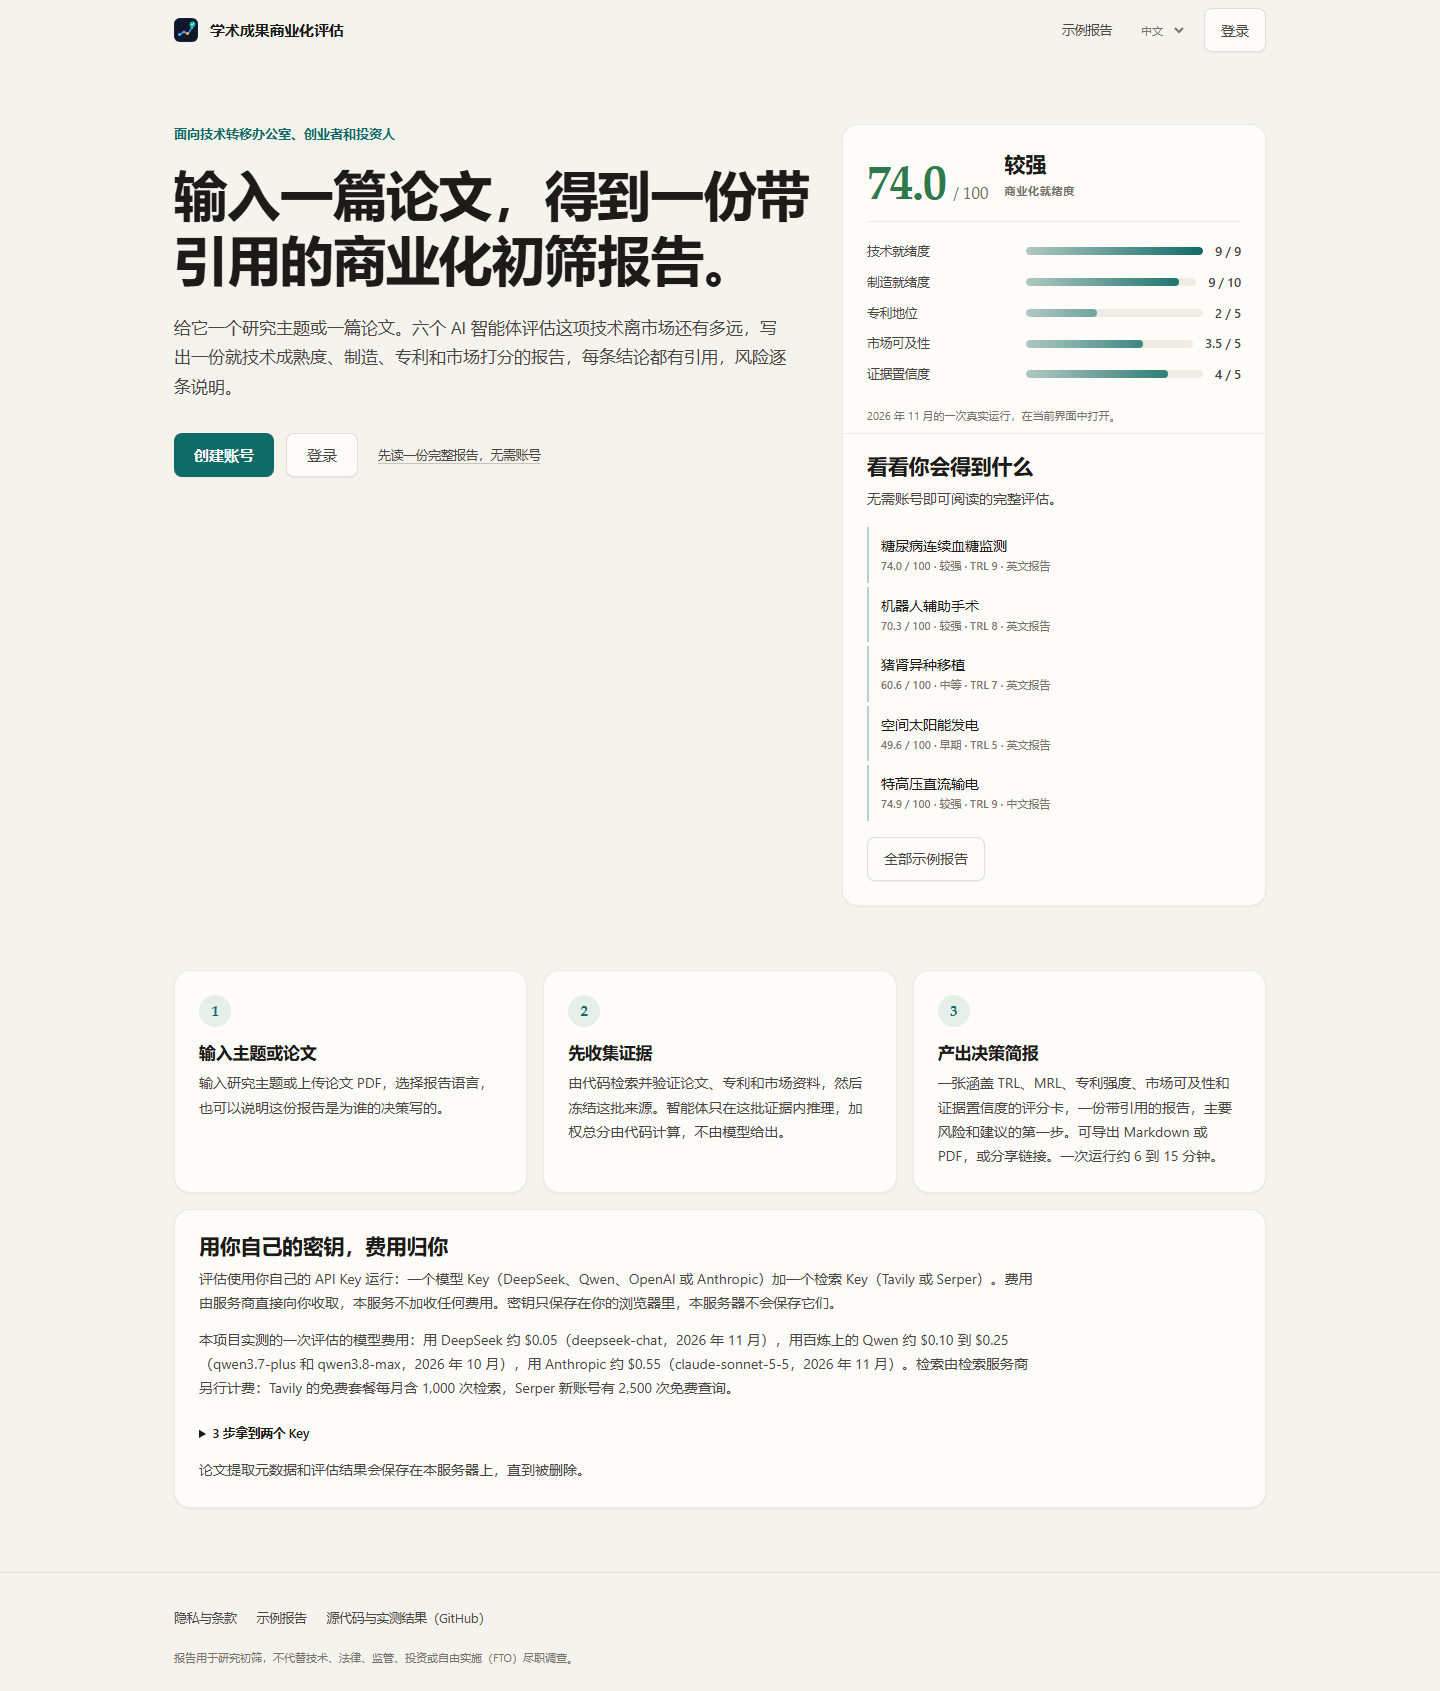 学术成果商业化评估
示例报告
中文
登录
面向技术转移办公室、创业者和投资人
输入一篇论文，得到一份带
引用的商业化初筛报告。
给它一个研究主题或一篇论文。六个 AI 智能体评估这项技术离市场还有多远，写
出一份就技术成熟度、制造、专利和市场打分的报告，每条结论都有引用，风险逐
条说明。
创建账号
登录
先读一份完整报告，无需账号
74.0 / 100
较强
商业化就绪度
技术就绪度
9 / 9
制造就绪度
9 / 10
专利地位
2 / 5
市场可及性
3.5 / 5
证据置信度
4 / 5
2026 年 11 月的一次真实运行，在当前界面中打开。
看看你会得到什么
无需账号即可阅读的完整评估。
糖尿病连续血糖监测
74.0 / 100 · 较强 · TRL 9 · 英文报告
机器人辅助手术
70.3 / 100 · 较强 · TRL 8 · 英文报告
猪肾异种移植
60.6 / 100 · 中等 · TRL 7 · 英文报告
空间太阳能发电
49.6 / 100 · 早期 · TRL 5 · 英文报告
特高压直流输电
74.9 / 100 · 较强 · TRL 9 · 中文报告
全部示例报告
1
输入主题或论文
输入研究主题或上传论文 PDF，选择报告语言，
也可以说明这份报告是为谁的决策写的。
2
先收集证据
由代码检索并验证论文、专利和市场资料，然后
冻结这批来源。智能体只在这批证据内推理，加
权总分由代码计算，不由模型给出。
3
产出决策简报
一张涵盖 TRL、MRL、专利强度、市场可及性和
证据置信度的评分卡，一份带引用的报告，主要
风险和建议的第一步。可导出 Markdown 或
PDF，或分享链接。一次运行约 6 到 15 分钟。
用你自己的密钥，费用归你
评估使用你自己的 API Key 运行：一个模型 Key（DeepSeek、Qwen、OpenAI 或 Anthropic）加一个检索 Key（Tavily 或 Serper）。费用
由服务商直接向你收取，本服务不加收任何费用。密钥只保存在你的浏览器里，本服务器不会保存它们。
本项目实测的一次评估的模型费用：用 DeepSeek 约 $0.05（deepseek-chat，2026 年 11 月），用百炼上的 Qwen 约 $0.10 到 $0.25
（qwen3.7-plus 和 qwen3.8-max，2026 年 10 月），用 Anthropic 约 $0.55（claude-sonnet-5-5，2026 年 11 月）。检索由检索服务商
另行计费：Tavily 的免费套餐每月含 1,000 次检索，Serper 新账号有 2,500 次免费查询。
3 步拿到两个 Key
论文提取元数据和评估结果会保存在本服务器上，直到被删除。
隐私与条款
示例报告
源代码与实测结果（GitHub）
报告用于研究初筛，不代替技术、法律、监管、投资或自由实施（FTO）尽职调查。